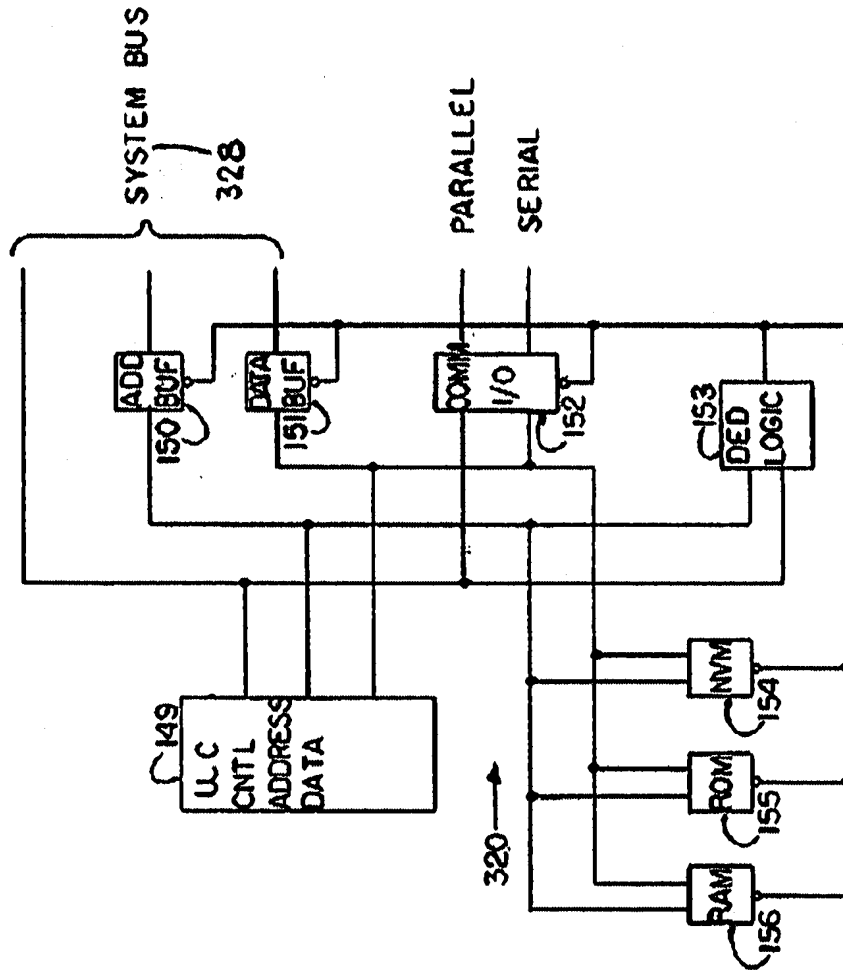 SYSTEM BUS
328
ADD
BUF
150
DATA
BUF
151
PARALLEL
SERIAL
COMM
I/O
152
DED
LOGIC
153
149
CNTL
ADDRESS
DATA
320
NVM
154
ROM
155
RAM
156